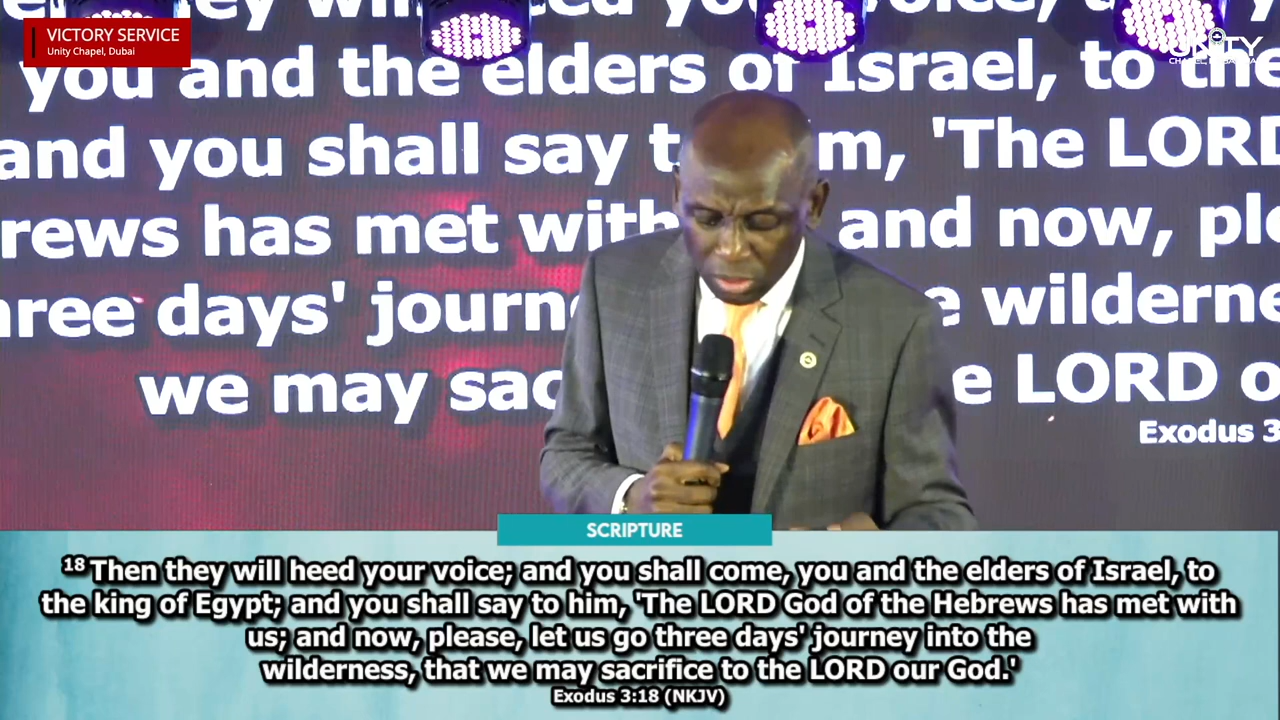 VICTORY SERVICE
Unity Chapel, Dubai
UNITY
you and the elders of Israel, to the
and you shall say t m, 'The LORD
rews has met with and now, ple
hree days' journ e wilderne
we may sac e LORD o
Exodus 3
SCRIPTURE
18 Then they will heed your voice; and you shall come, you and the elders of Israel, to
the king of Egypt; and you shall say to him, 'The LORD God of the Hebrews has met with
us; and now, please, let us go three days' journey into the
wilderness, that we may sacrifice to the LORD our God.'
Exodus 3:18 (NKJV)